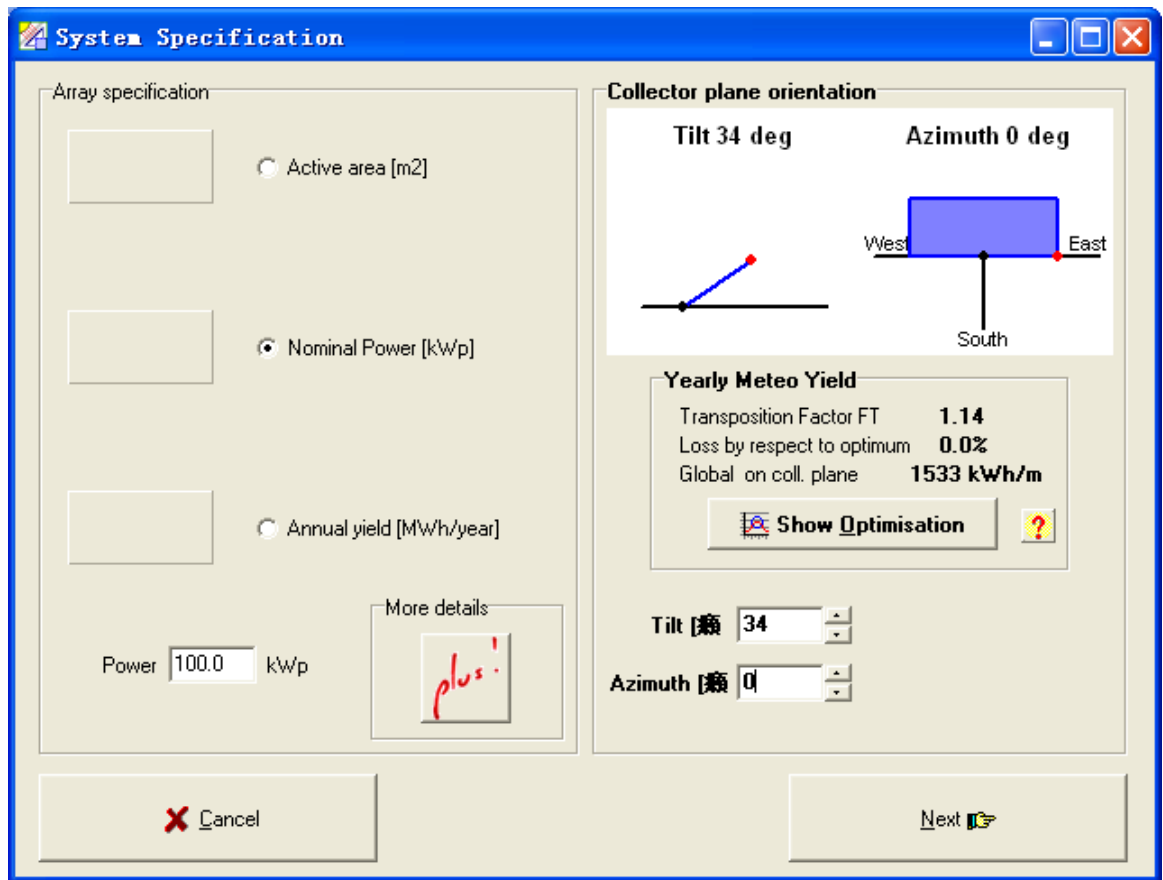 System Specification
Array specification
Active area [m2]
Nominal Power [kWp]
Annual yield [MWh/year]
More details
plus!
Power 100.0 kWp
Collector plane orientation
Tilt 34 deg
Azimuth 0 deg
West
East
South
Yearly Meteo Yield
Transposition Factor FT 1.14
Loss by respect to optimum 0.0%
Global on coll. plane 1533 kWh/m
Show Optimisation
?
Tilt [癩 34
Azimuth [癩 0
Cancel
Next